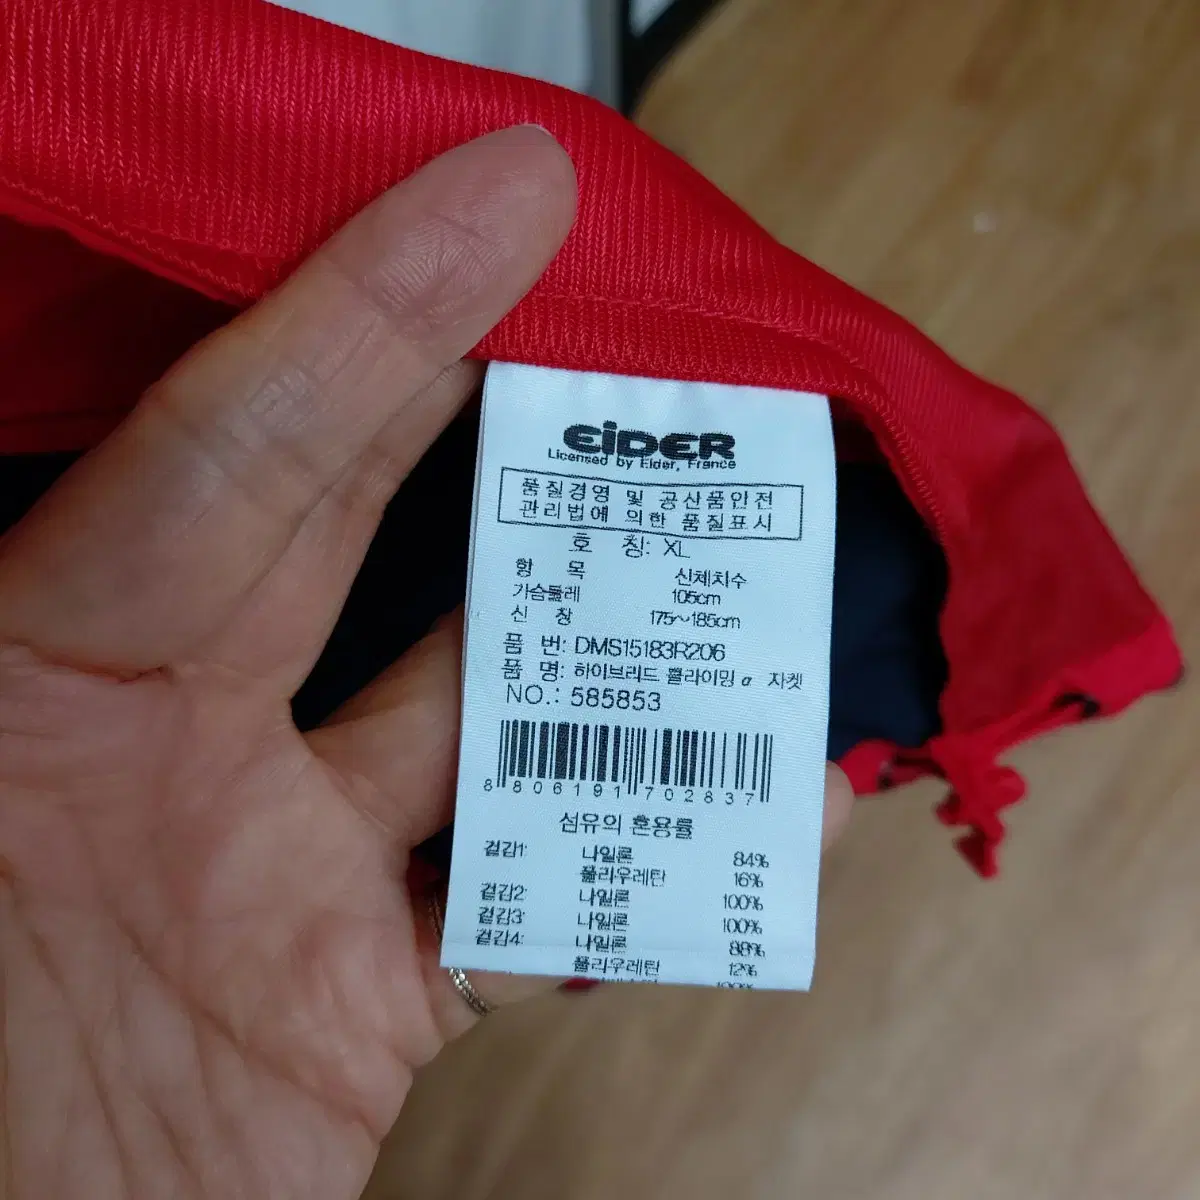 EiDER
Licensed by Eider, France
품질경영 및 공산품안전
관리법에 의한 품질표시
호 칭: XL
항 목 신체치수
가슴둘레 105cm
신 장 175~185cm
품 번: DMS15183R206
품 명: 하이브리드 클라이밍 α 자켓
NO.: 585853
8 806191 702837
섬유의 혼용률
겉감1: 나일론 84%
폴리우레탄 16%
겉감2: 나일론 100%
겉감3: 나일론 100%
겉감4: 나일론 88%
폴리우레탄 12%